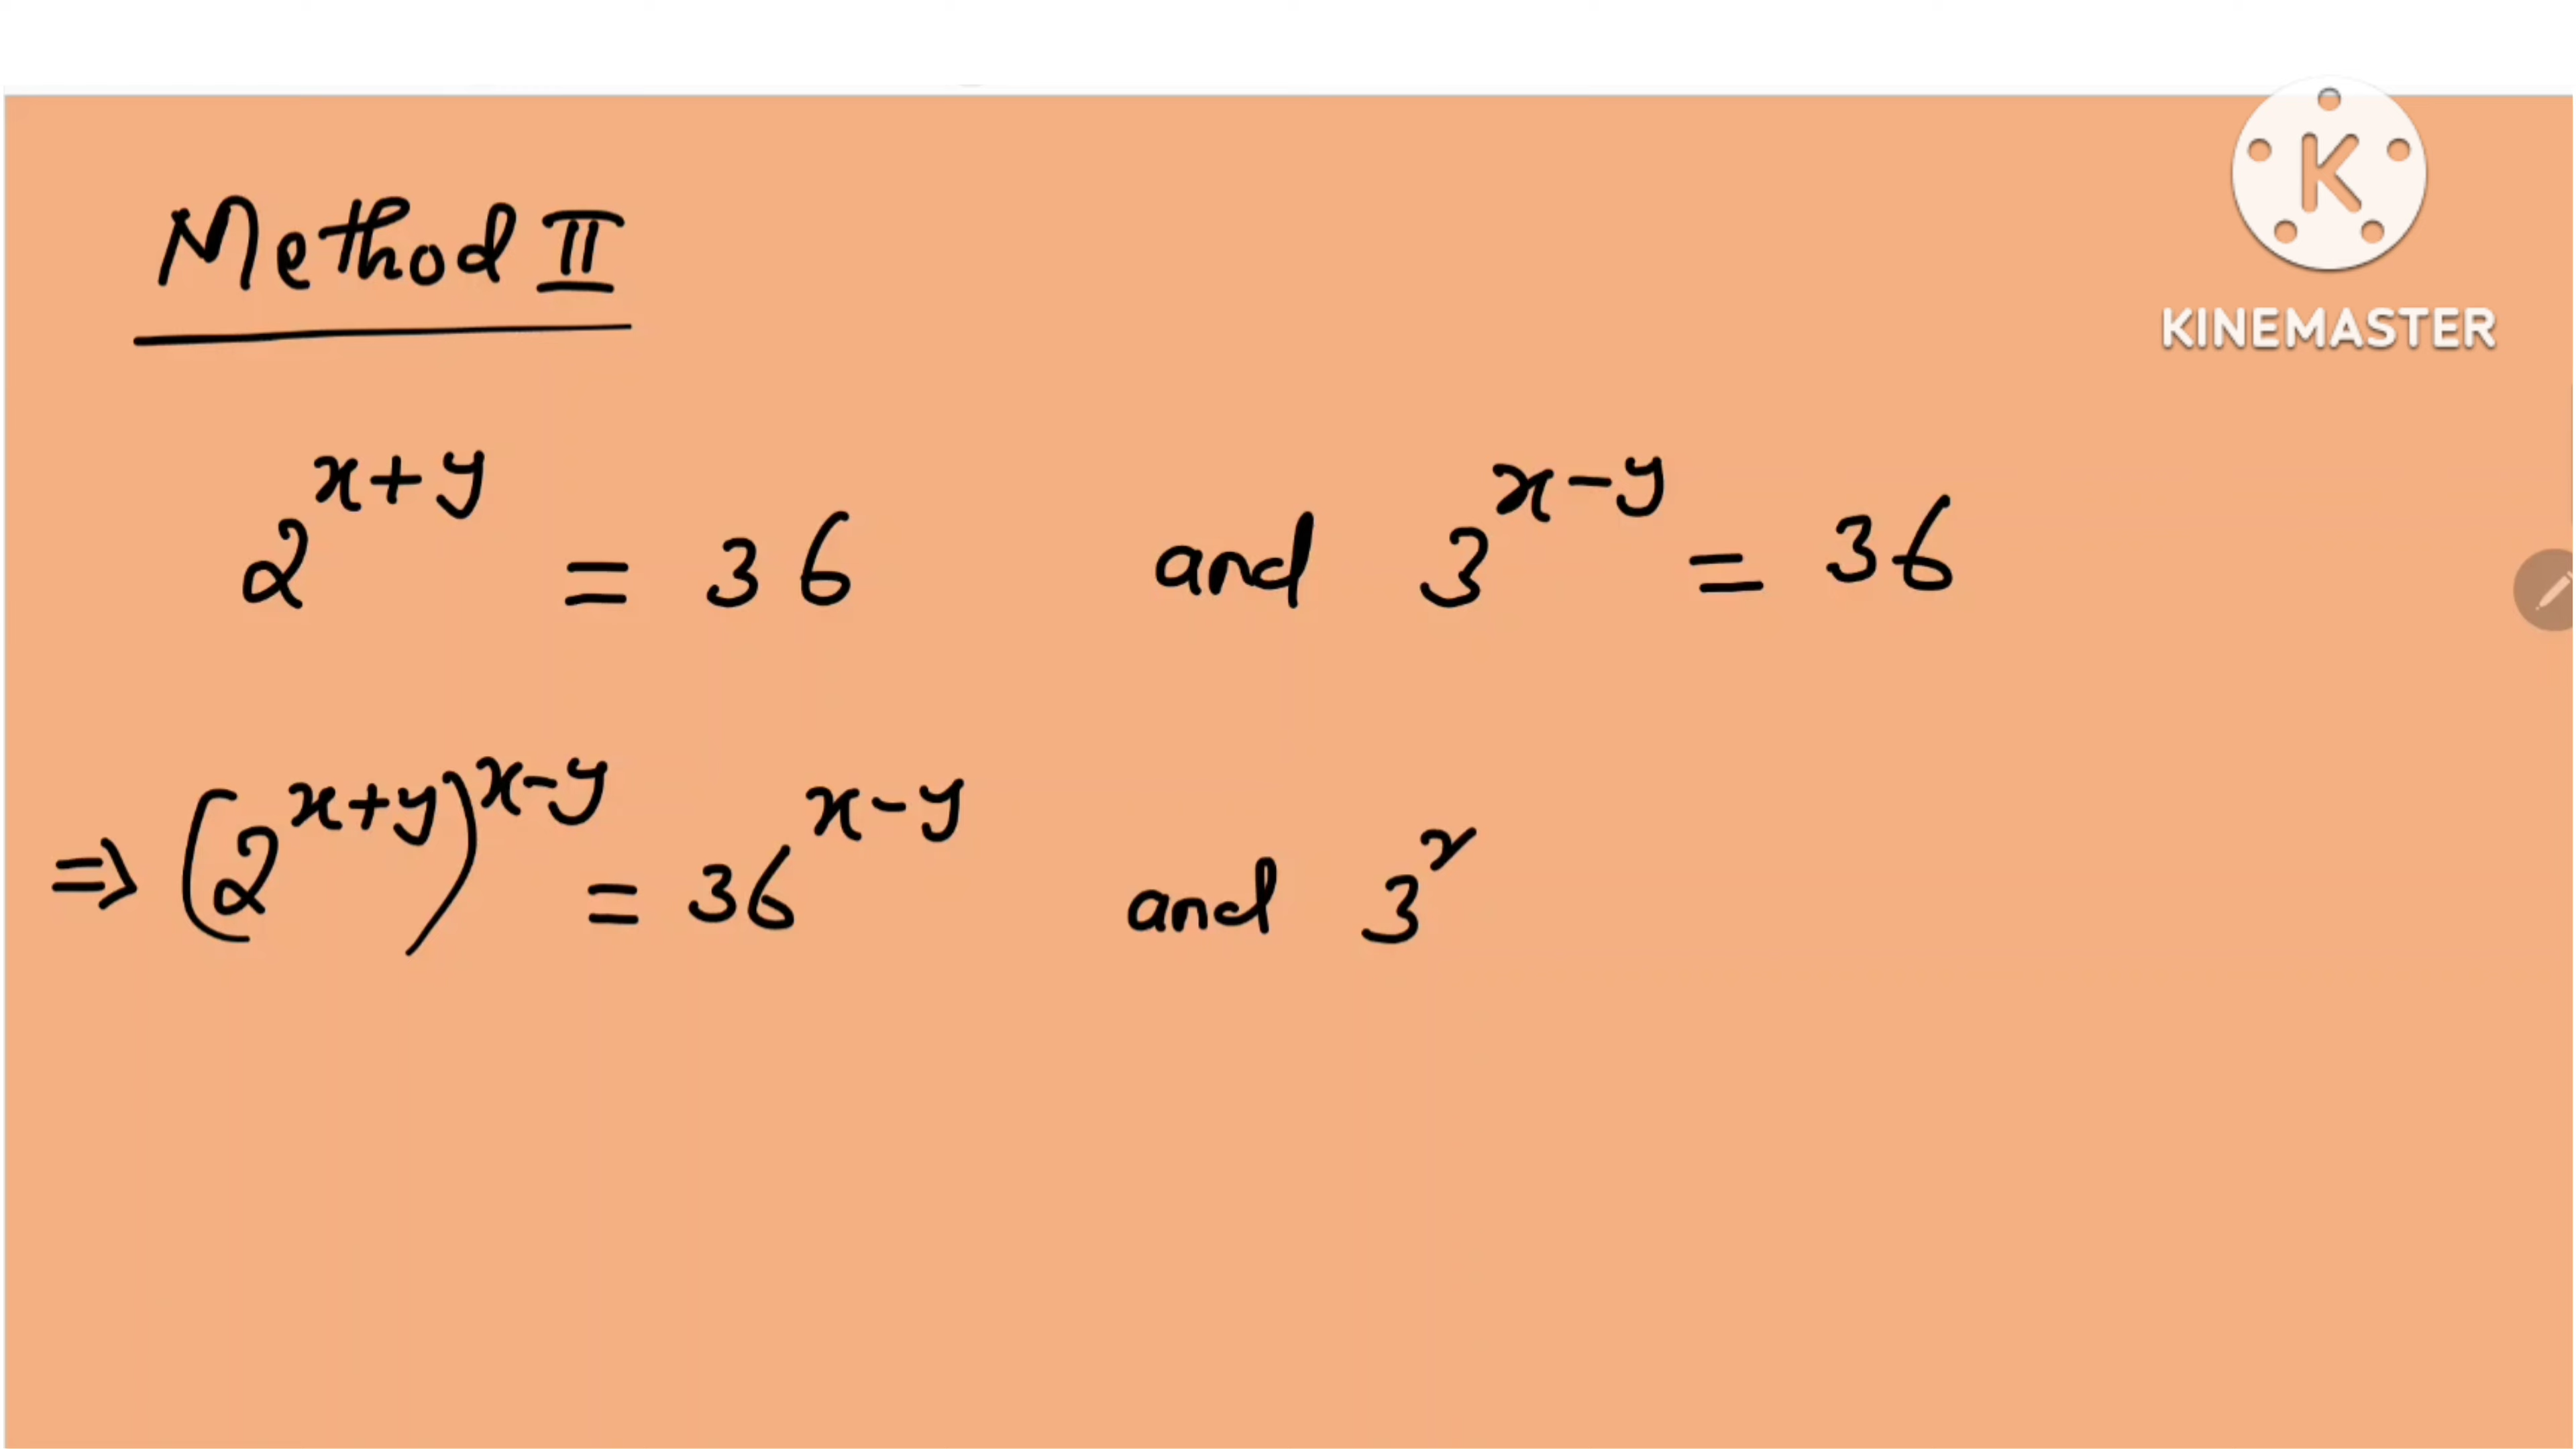 K
KINEMASTER
Method II
2^{x+y} = 36 and 3^{x-y} = 36
⇒ (2^{x+y})^{x-y} = 36^{x-y} and 3^x